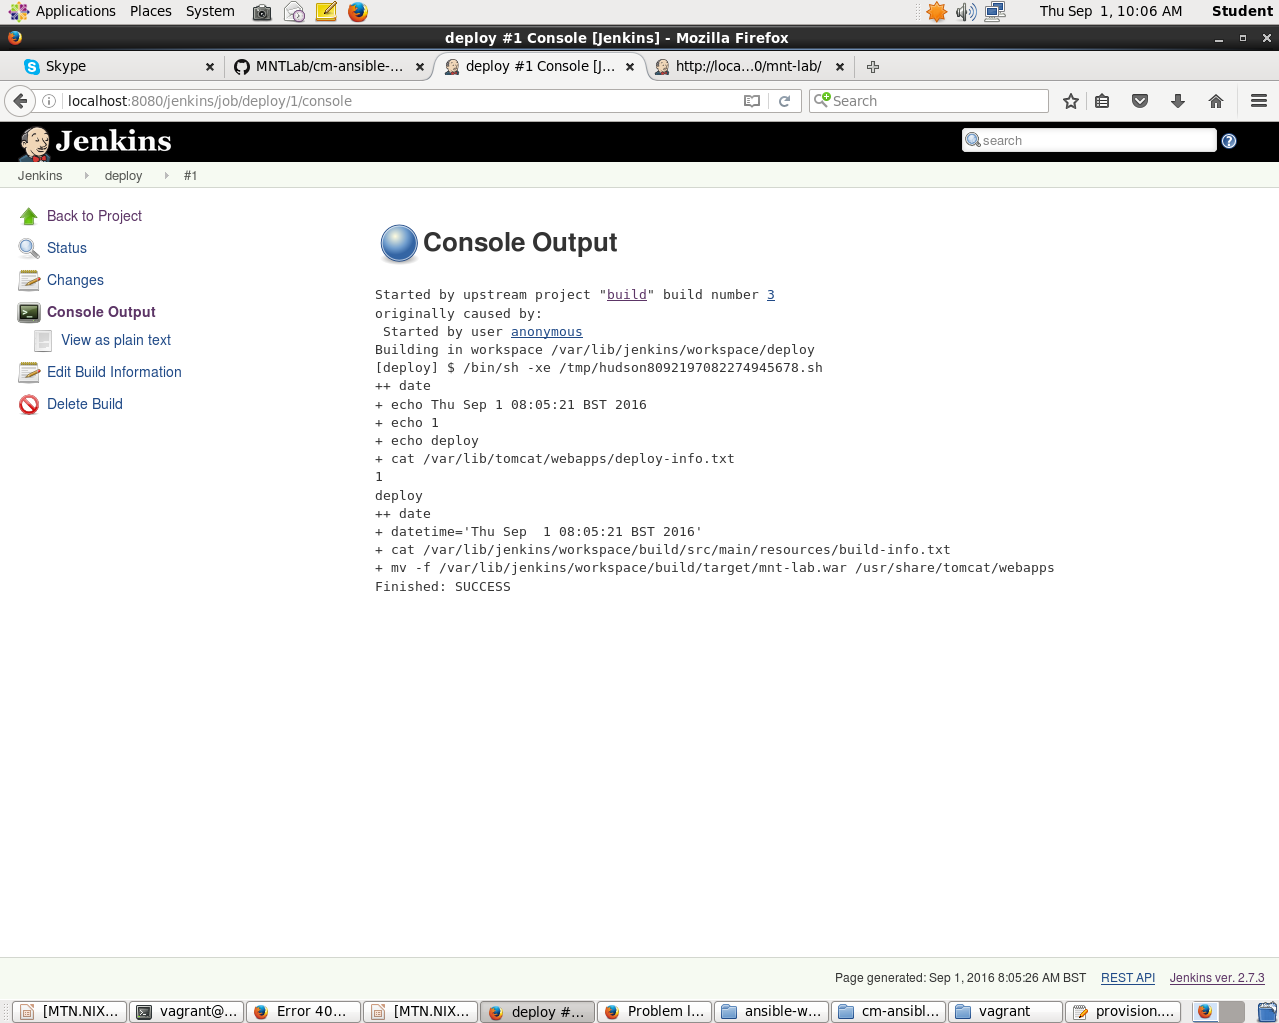 Applications Places System Thu Sep 1, 10:06 AM Student
deploy #1 Console [Jenkins] - Mozilla Firefox
Skype MNTLab/cm-ansible-... deploy #1 Console [J... http://loca...0/mnt-lab/
localhost:8080/jenkins/job/deploy/1/console Search
Jenkins search
Jenkins deploy #1
Back to Project
Status
Changes
Console Output
View as plain text
Edit Build Information
Delete Build
Console Output
Started by upstream project "build" build number 3
originally caused by:
Started by user anonymous
Building in workspace /var/lib/jenkins/workspace/deploy
[deploy] $ /bin/sh -xe /tmp/hudson8092197082274945678.sh
++ date
+ echo Thu Sep 1 08:05:21 BST 2016
+ echo 1
+ echo deploy
+ cat /var/lib/tomcat/webapps/deploy-info.txt
1
deploy
++ date
+ datetime='Thu Sep  1 08:05:21 BST 2016'
+ cat /var/lib/jenkins/workspace/build/src/main/resources/build-info.txt
+ mv -f /var/lib/jenkins/workspace/build/target/mnt-lab.war /usr/share/tomcat/webapps
Finished: SUCCESS
Page generated: Sep 1, 2016 8:05:26 AM BST REST API Jenkins ver. 2.7.3
[MTN.NIX... vagrant@... Error 40... [MTN.NIX... deploy #... Problem l... ansible-w... cm-ansibl... vagrant provision....